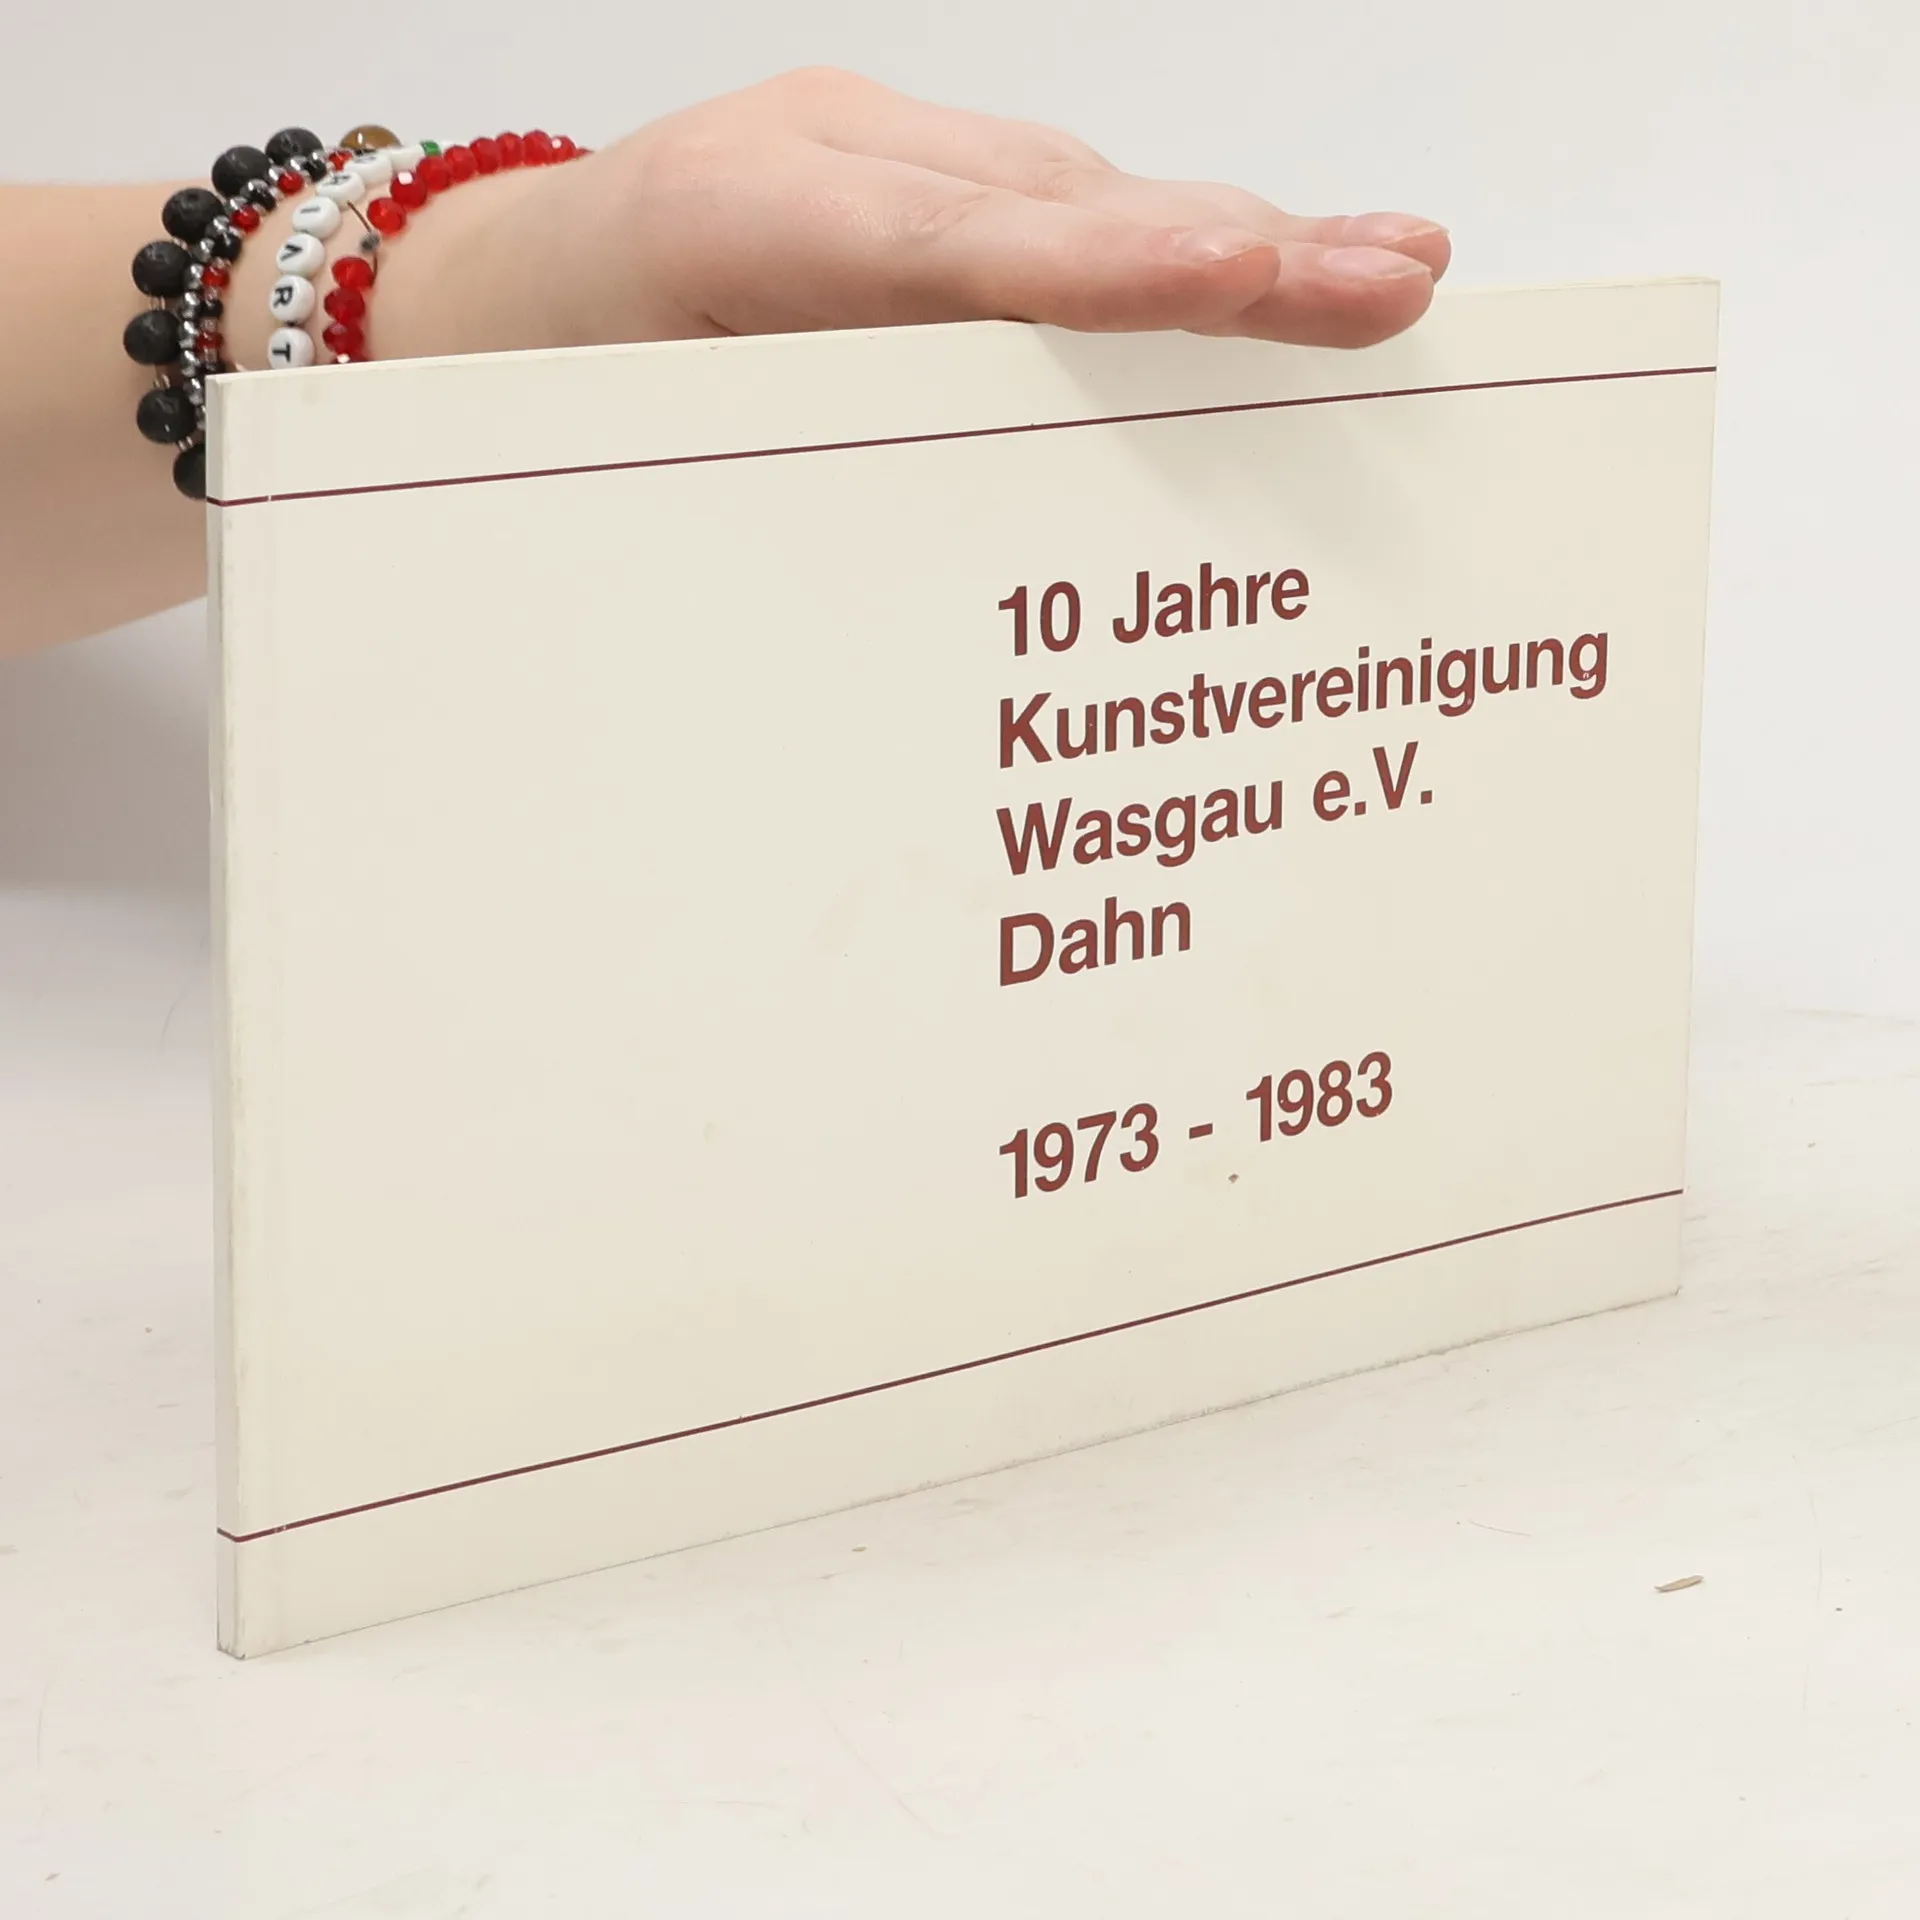 10 Jahre
Kunstvereinigung
Wasgau e.V.
Dahn
1973 - 1983